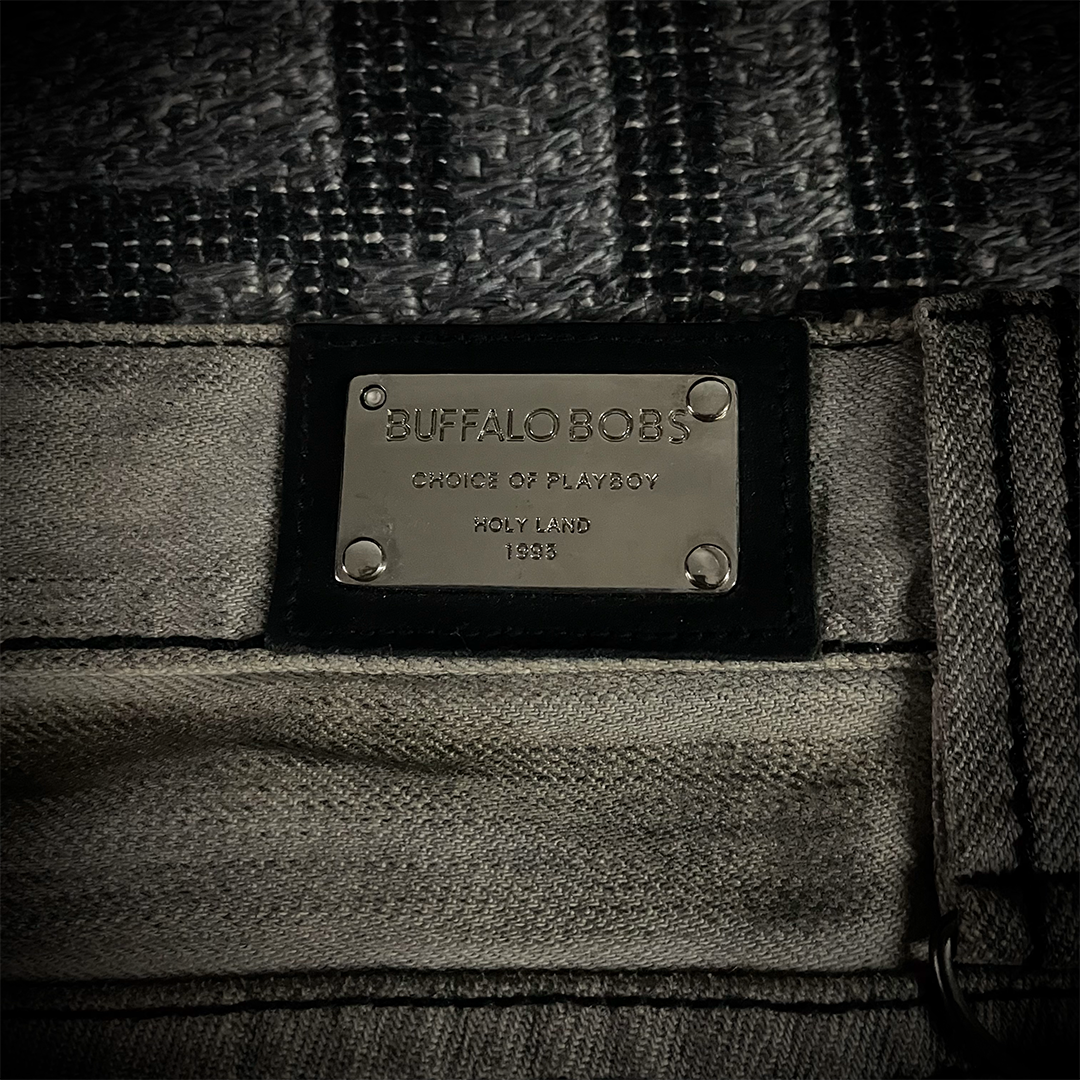 BUFFALO BOBS
CHOICE OF PLAYBOY
HOLY LAND
1993